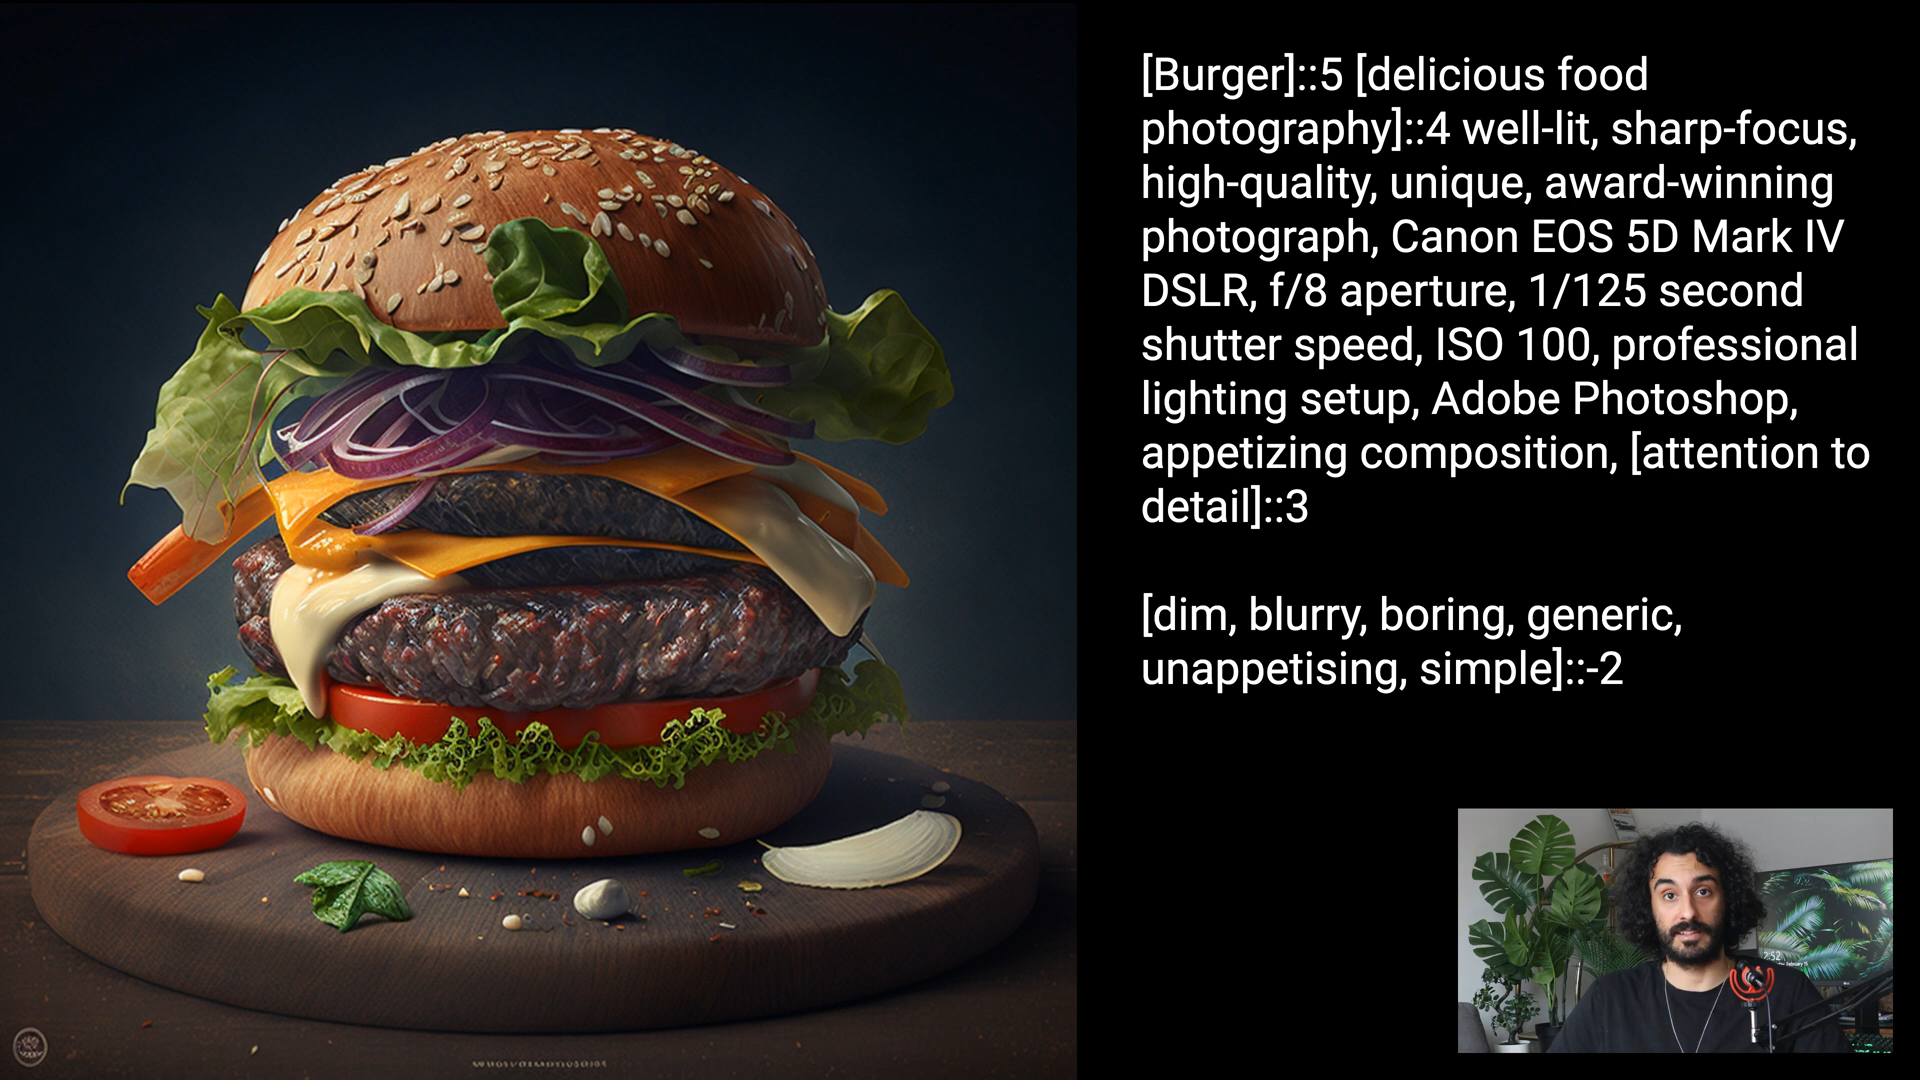 [Burger]::5 [delicious food
photography]::4 well-lit, sharp-focus,
high-quality, unique, award-winning
photograph, Canon EOS 5D Mark IV
DSLR, f/8 aperture, 1/125 second
shutter speed, ISO 100, professional
lighting setup, Adobe Photoshop,
appetizing composition, [attention to
detail]::3
[dim, blurry, boring, generic,
unappetising, simple]::-2
2:52